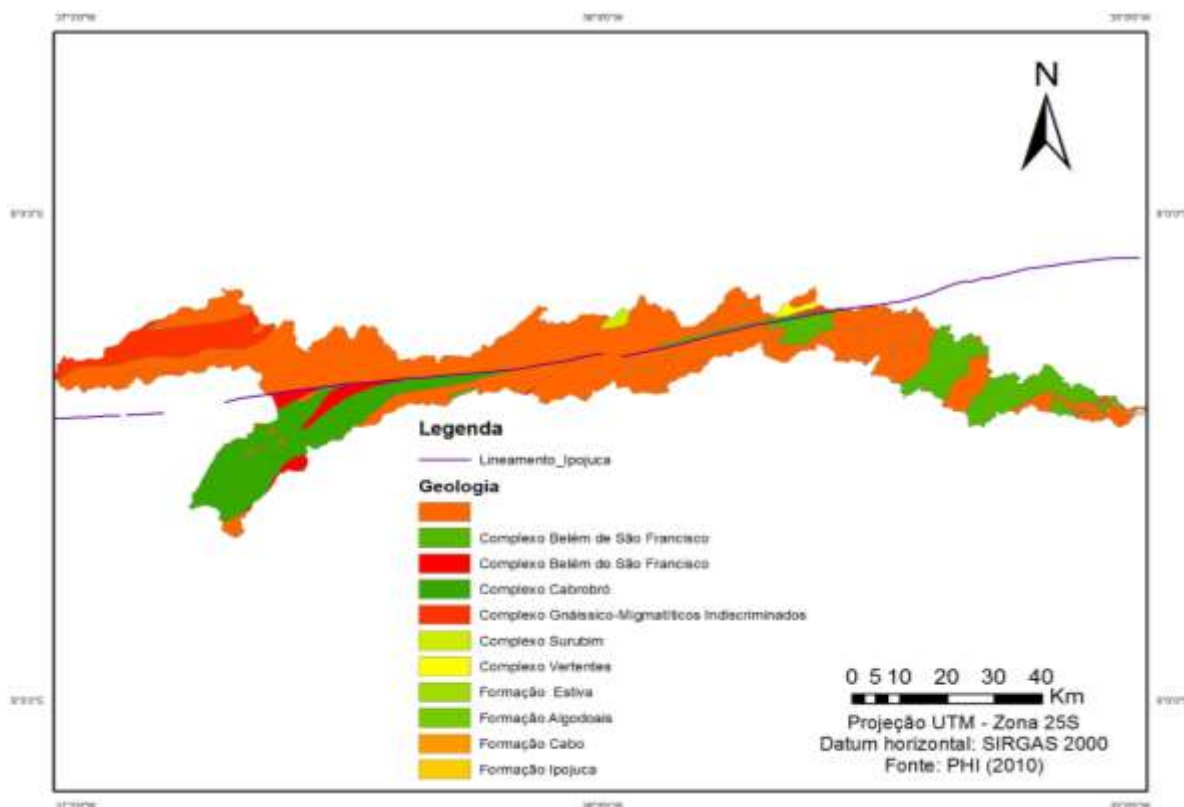 N
Legenda
Lineamento_Ipojuca
Geologia
Complexo Belém de São Francisco
Complexo Belém do São Francisco
Complexo Cabrobró
Complexo Gnáissico-Migmatíticos Indiscriminados
Complexo Surubim
Complexo Vertentes
Formação Estiva
Formação Algodoais
Formação Cabo
Formação Ipojuca
0 5 10 20 30 40
Km
Projeção UTM - Zona 25S
Datum horizontal: SIRGAS 2000
Fonte: PHI (2010)